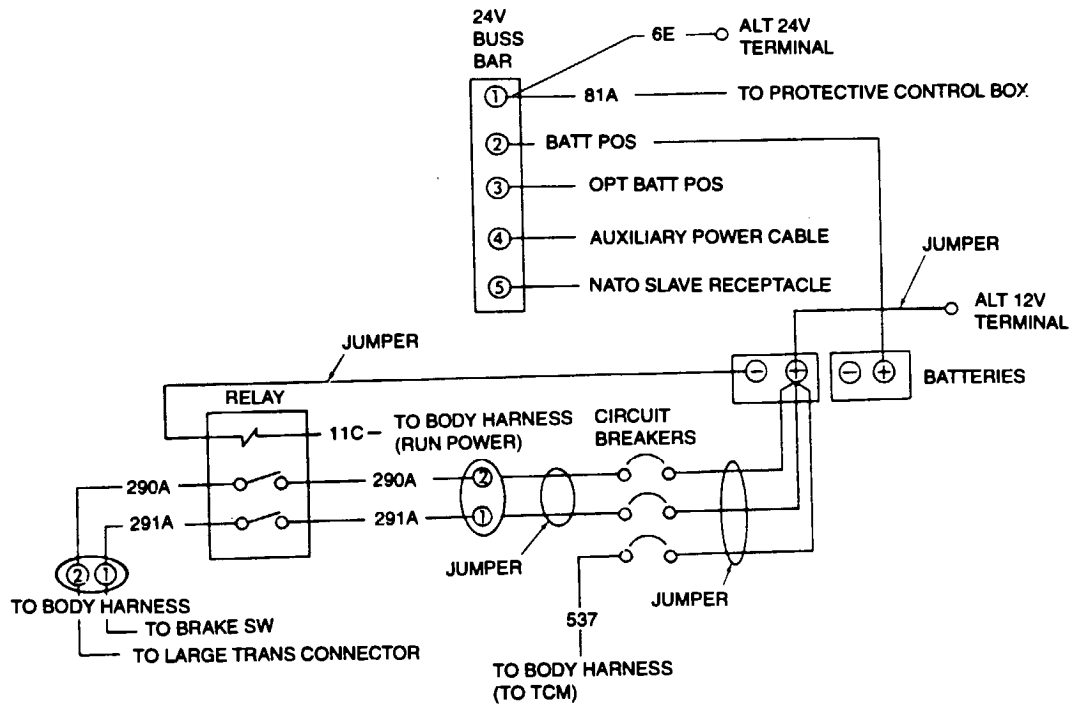 24V
BUSS
BAR
6E
ALT 24V
TERMINAL
1
81A
TO PROTECTIVE CONTROL BOX
2
BATT POS
3
OPT BATT POS
4
AUXILIARY POWER CABLE
JUMPER
5
NATO SLAVE RECEPTACLE
ALT 12V
TERMINAL
JUMPER
- + - +
BATTERIES
RELAY
11C
TO BODY HARNESS
(RUN POWER)
CIRCUIT
BREAKERS
290A
290A
2
291A
291A
1
JUMPER
JUMPER
2 1
TO BODY HARNESS
TO BRAKE SW
TO LARGE TRANS CONNECTOR
537
TO BODY HARNESS
(TO TCM)